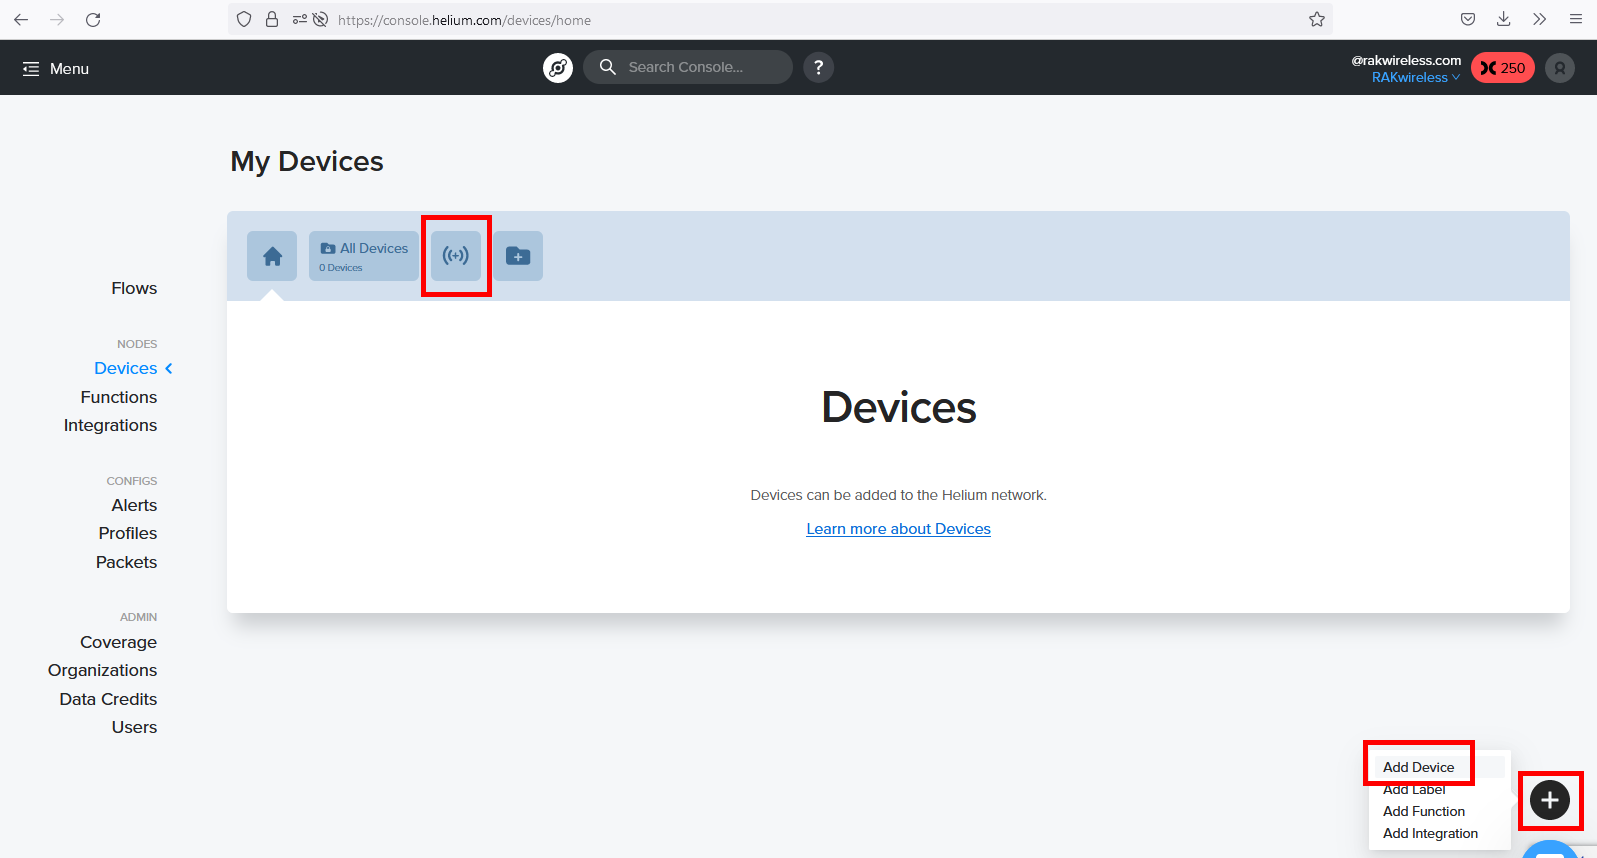 https://console.helium.com/devices/home
Menu
Search Console...
?
@rakwireless.com
RAKwireless
250
My Devices
All Devices
0 Devices
Flows
NODES
Devices
Functions
Integrations
CONFIGS
Alerts
Profiles
Packets
ADMIN
Coverage
Organizations
Data Credits
Users
Devices
Devices can be added to the Helium network.
Learn more about Devices
Add Device
Add Label
Add Function
Add Integration